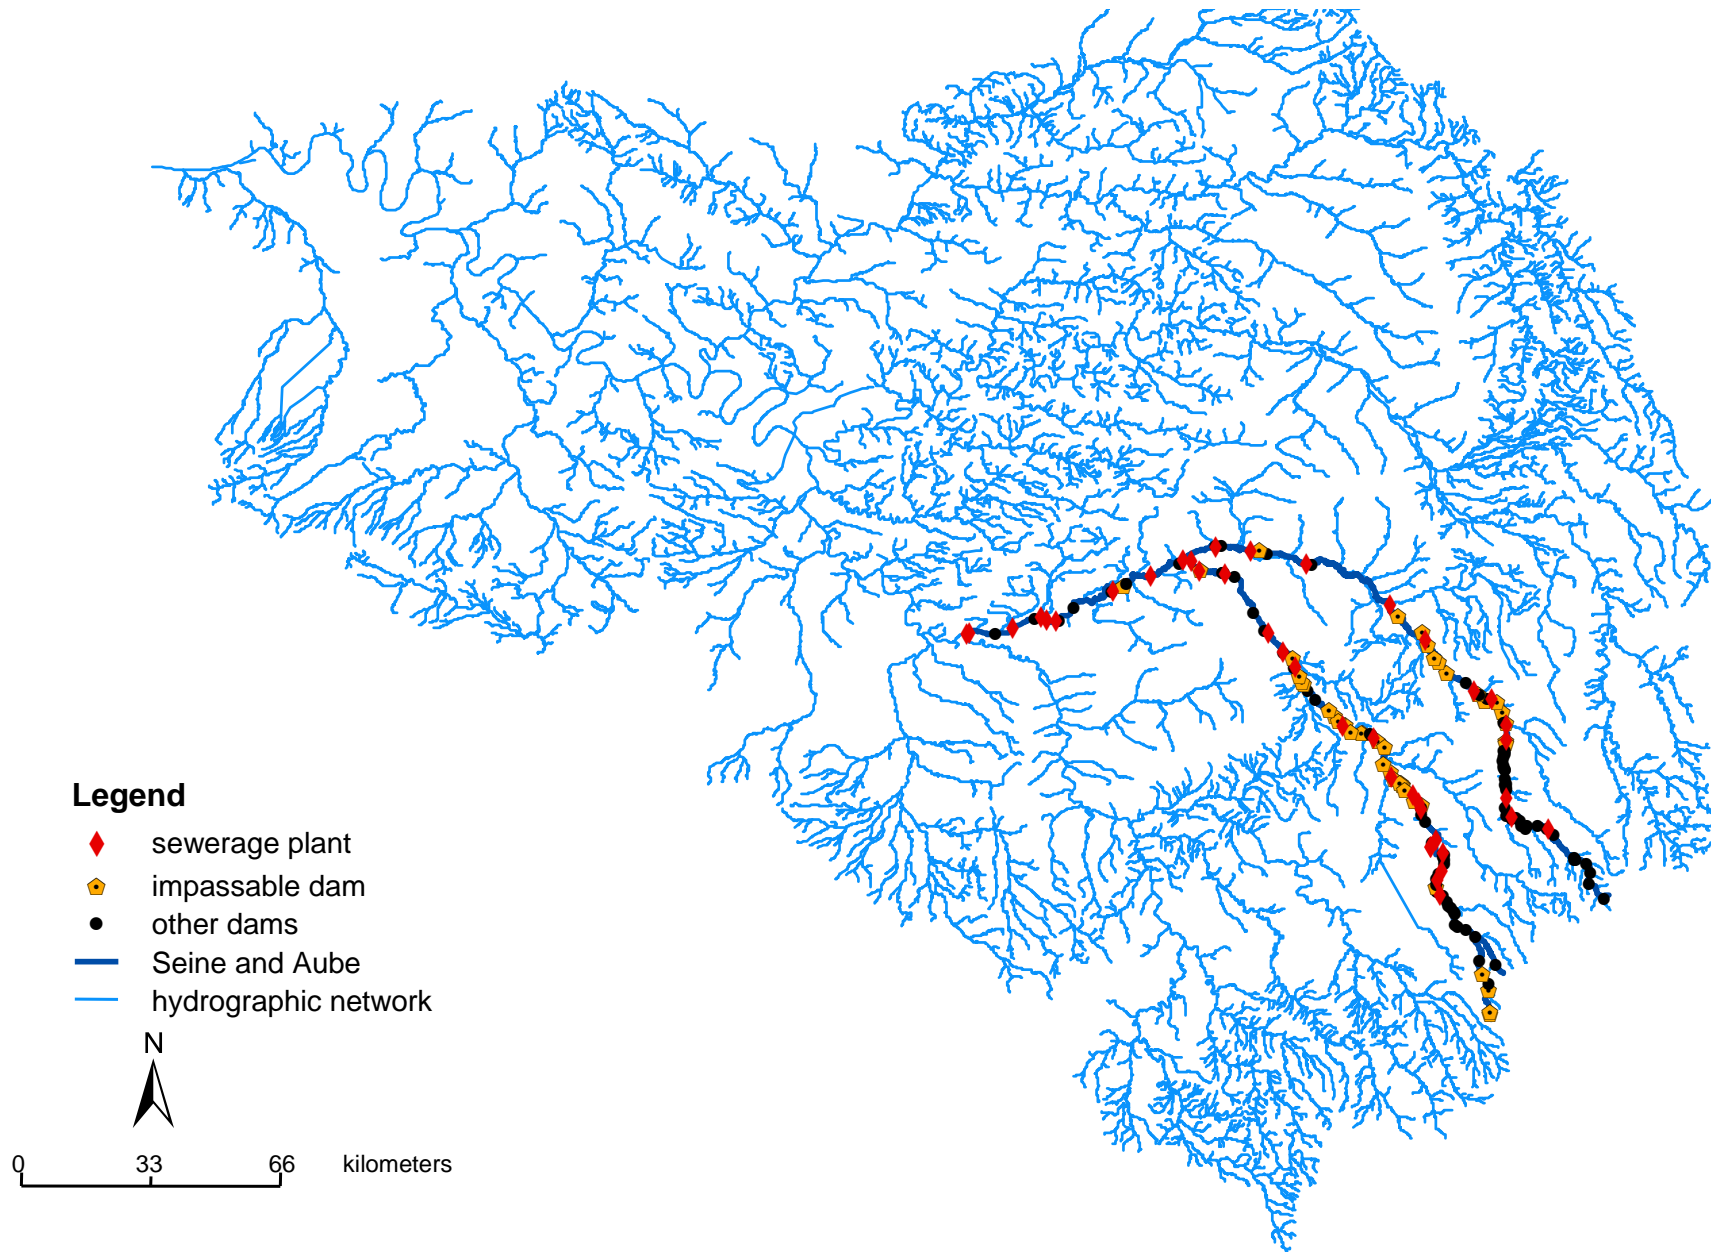 Legend
sewerage plant
impassable dam
other dams
Seine and Aube
hydrographic network
N
0 33 66 kilometers